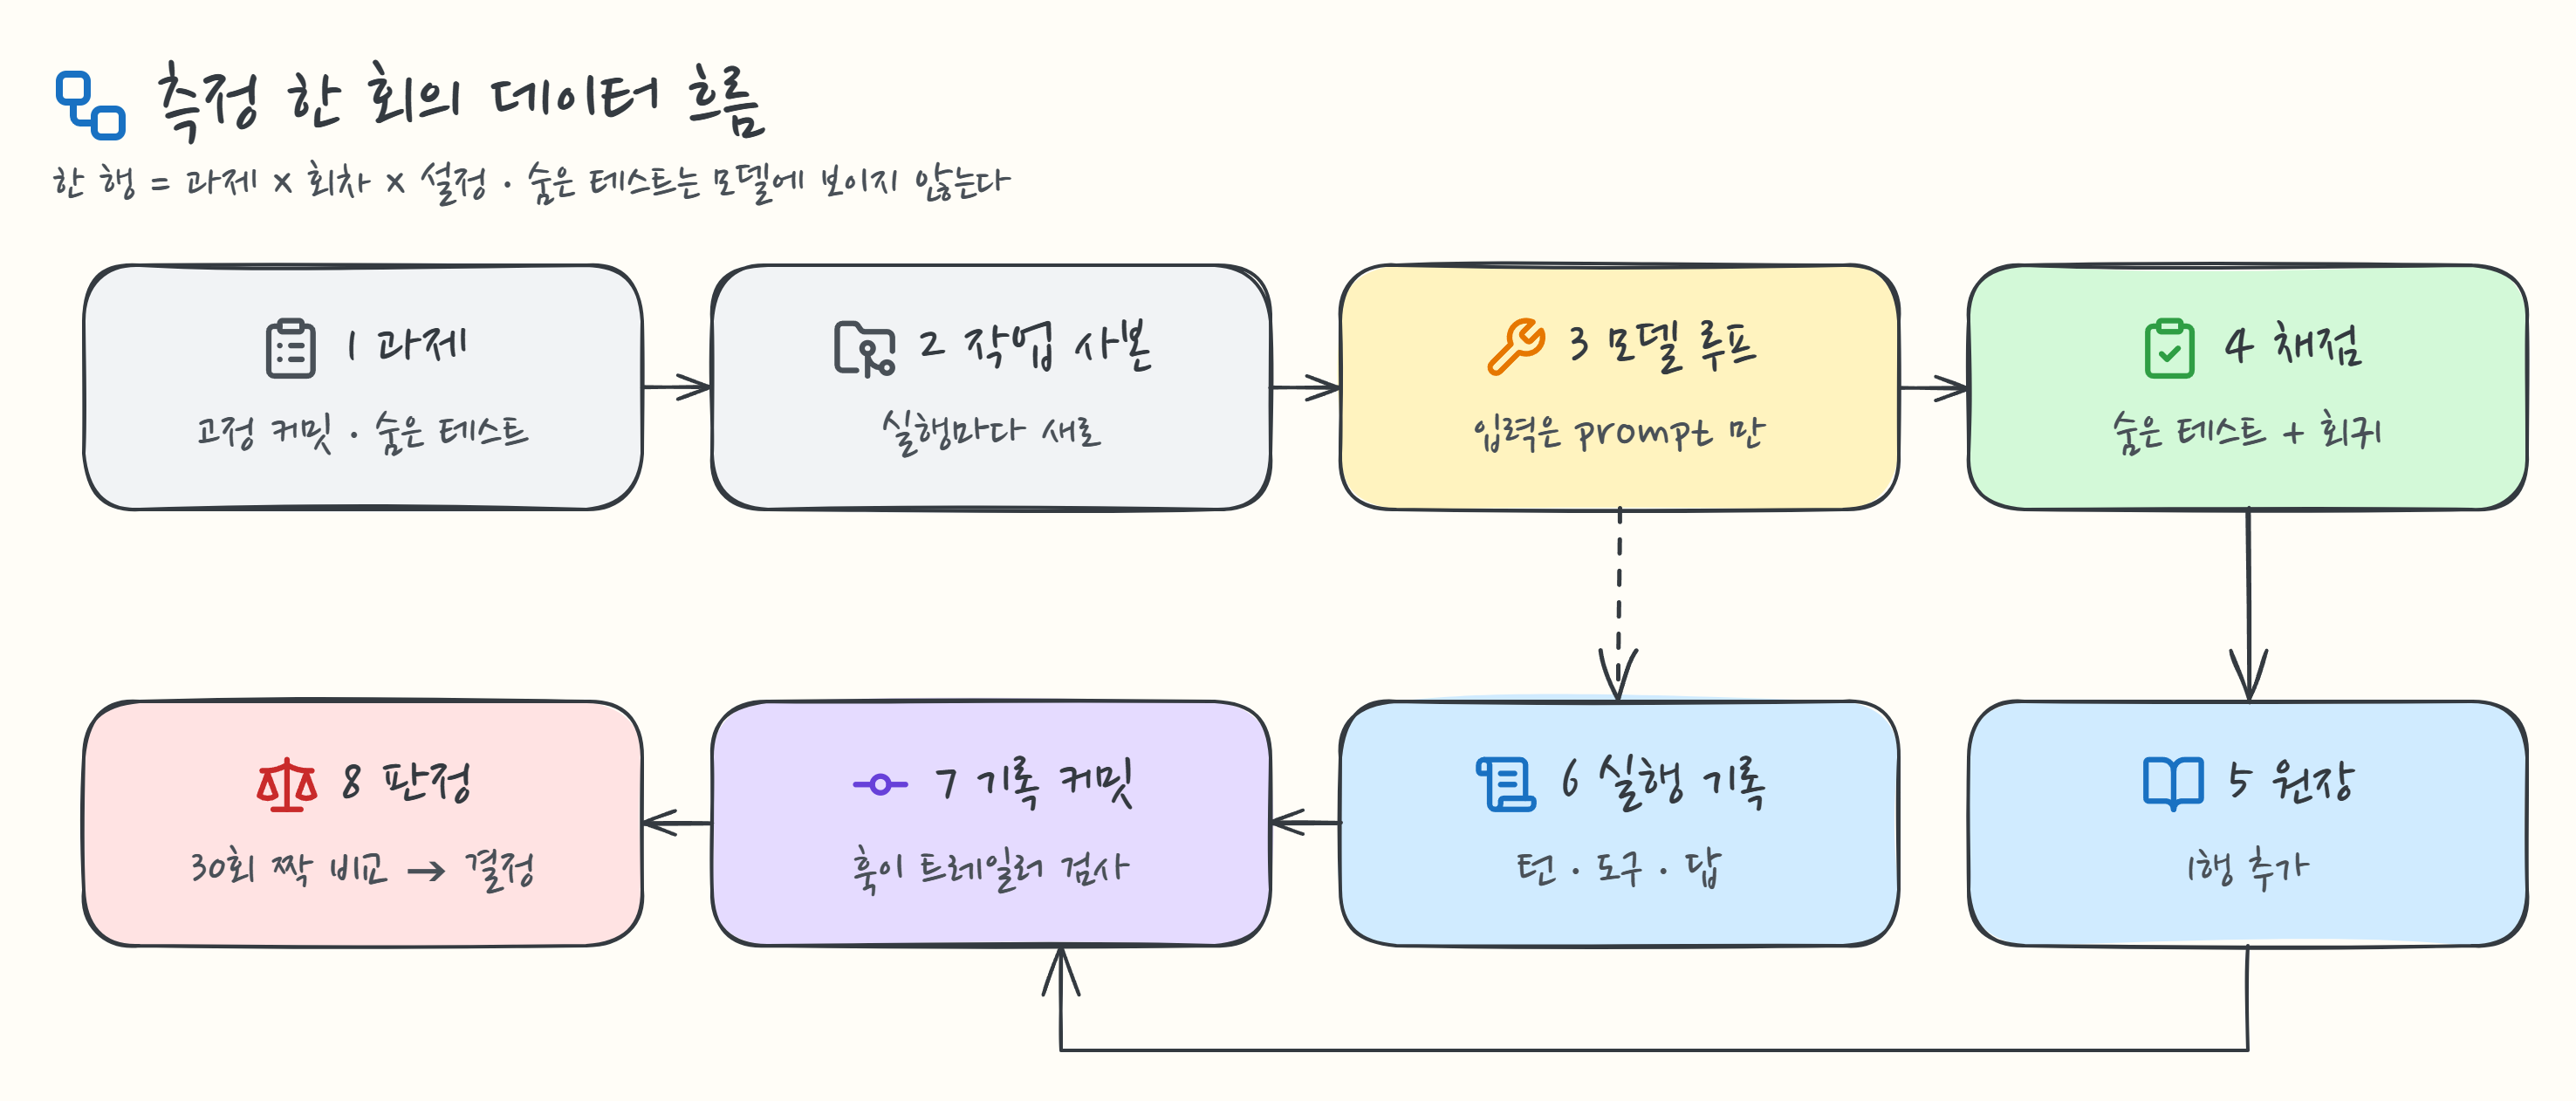 측정 한 회의 데이터 흐름
한 행 = 과제 × 회차 × 설정 · 숨은 테스트는 모델에 보이지 않는다
1 과제
고정 커밋 · 숨은 테스트
2 작업 사본
실행마다 새로
3 모델 루프
입력은 prompt 만
4 채점
숨은 테스트 + 회귀
8 판정
30회 짝 비교 → 결정
7 기록 커밋
훅이 트레일러 검사
6 실행 기록
턴 · 도구 · 답
5 원장
1행 추가